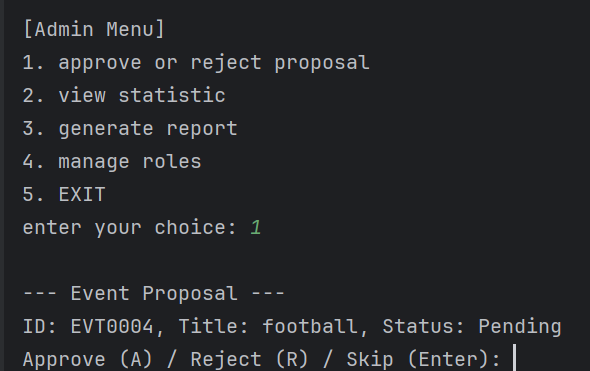 [Admin Menu]
1. approve or reject proposal
2. view statistic
3. generate report
4. manage roles
5. EXIT
enter your choice: 1
--- Event Proposal ---
ID: EVT0004, Title: football, Status: Pending
Approve (A) / Reject (R) / Skip (Enter):